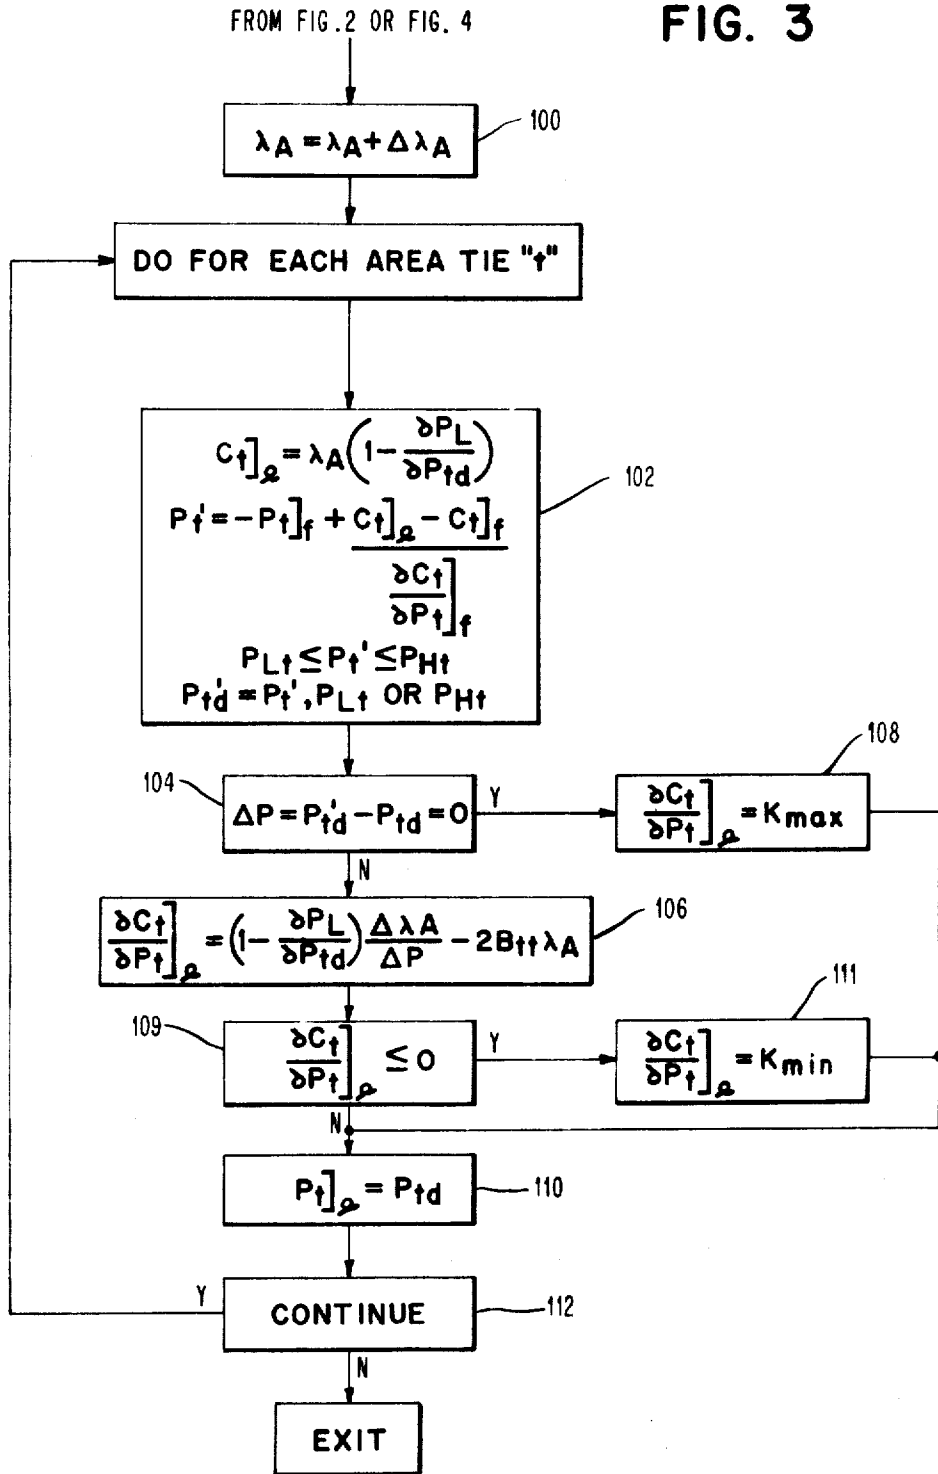 FROM FIG.2 OR FIG. 4
FIG. 3
100
λA = λA + Δ λA
DO FOR EACH AREA TIE "t"
102
Ct]ℓ = λA (1 - ∂PL/∂Ptd)
Pt' = -Pt]f + (Ct]ℓ - Ct]f) / (∂Ct/∂Pt]f)
PLt ≤ Pt' ≤ PHt
Ptd' = Pt', PLt OR PHt
104
ΔP = Ptd' - Ptd = 0
Y
108
∂Ct/∂Pt]ℓ = Kmax
N
106
∂Ct/∂Pt]ℓ = (1 - ∂PL/∂Ptd) ΔλA/ΔP - 2Btt λA
109
∂Ct/∂Pt]ℓ ≤ 0
Y
111
∂Ct/∂Pt]ℓ = Kmin
N
Pt]ℓ = Ptd
110
Y
CONTINUE
112
N
EXIT